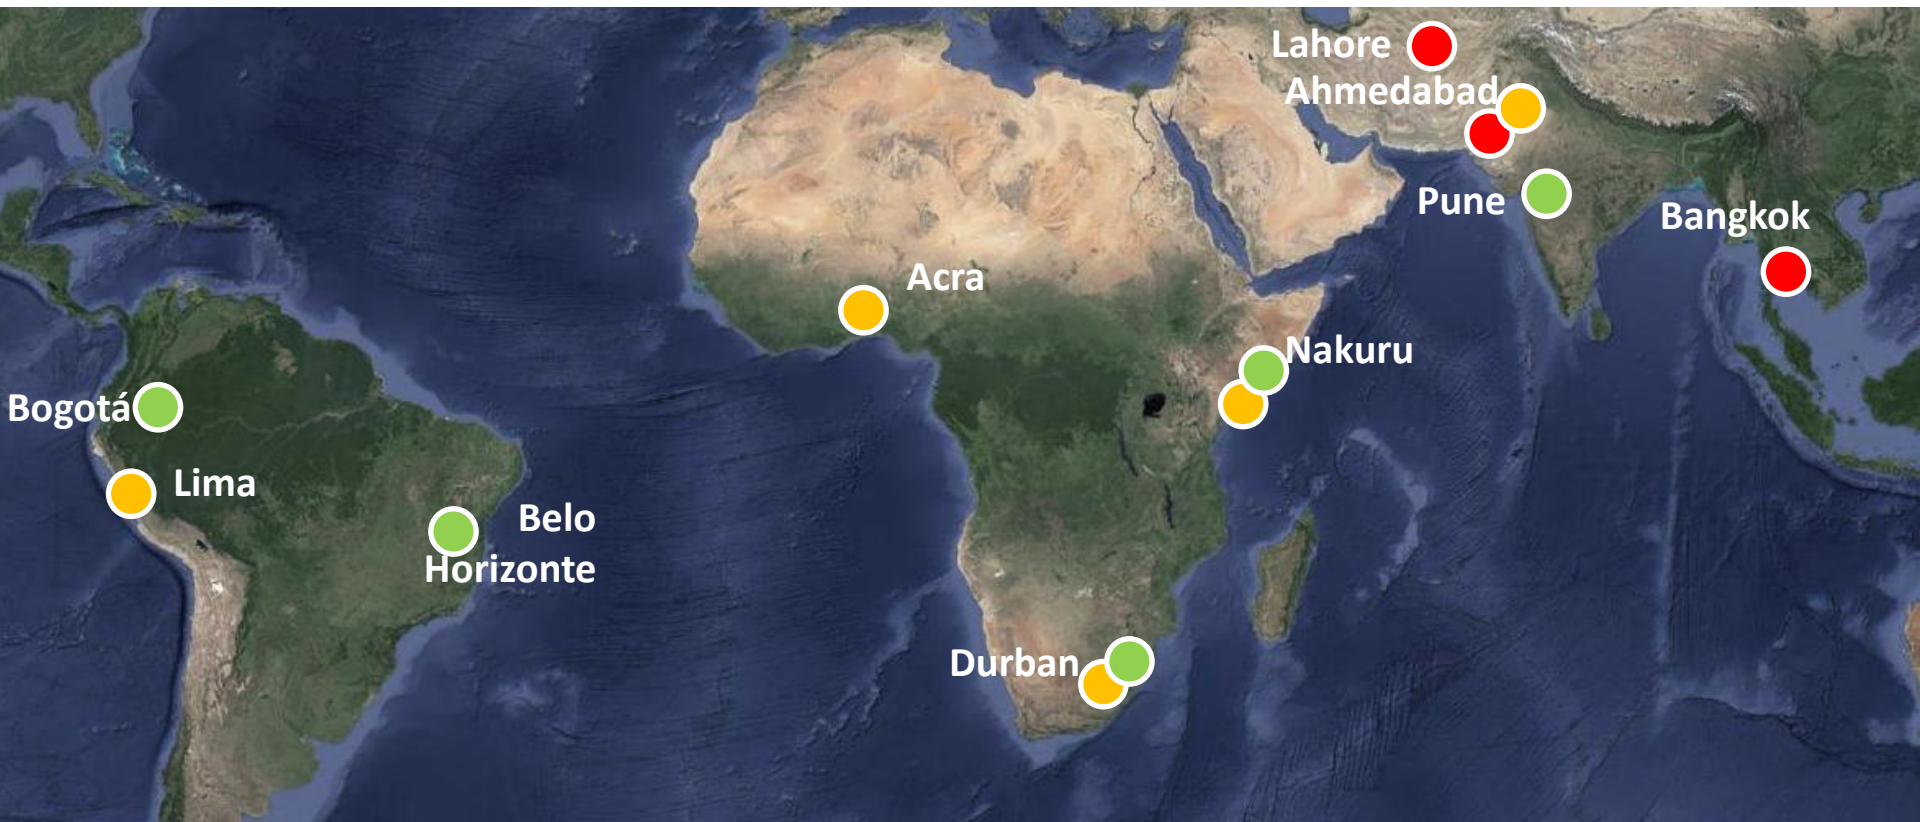 Lahore
Ahmedabad
Pune
Bangkok
Acra
Nakuru
Bogotá
Lima
Belo
Horizonte
Durban